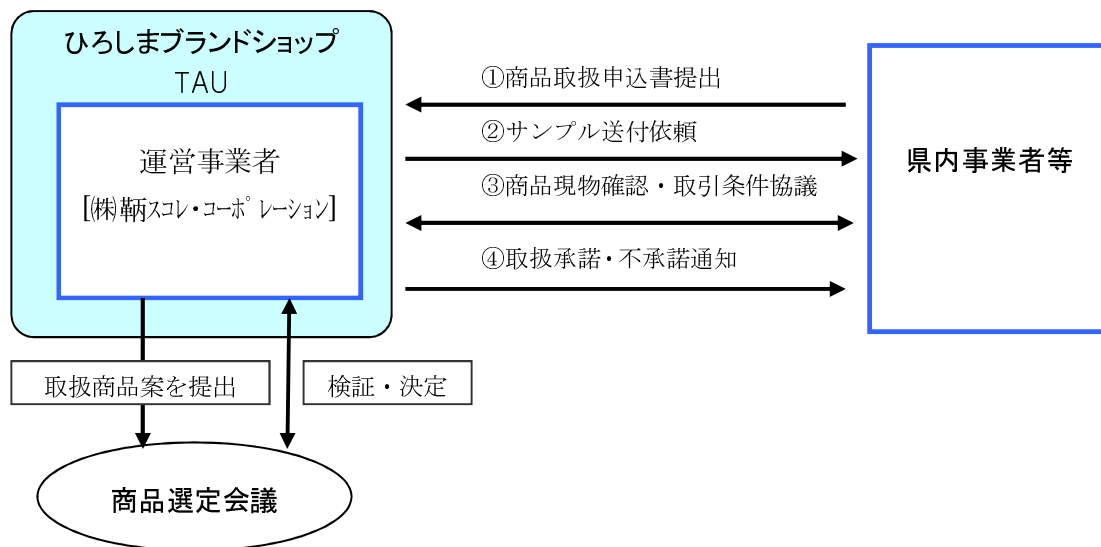 ひろしまブランドショップ
TAU
運営事業者
[㈱鞆スコレ・コーポレーション]
①商品取扱申込書提出
②サンプル送付依頼
③商品現物確認・取引条件協議
④取扱承諾・不承諾通知
県内事業者等
取扱商品案を提出
検証・決定
商品選定会議